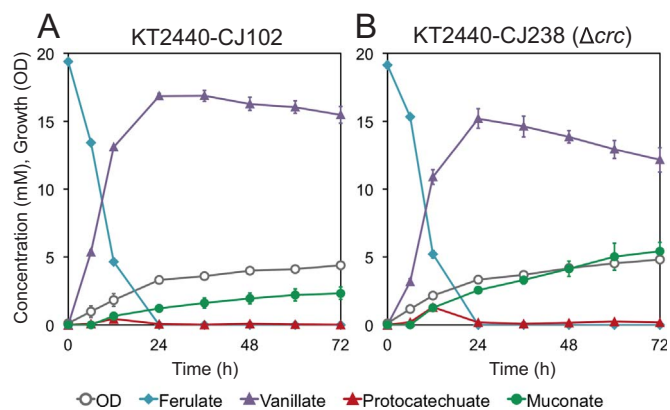 A
KT2440-CJ102
B
KT2440-CJ238 (Δcrc)
Concentration (mM), Growth (OD)
20
15
10
5
0
0 24 48 72
Time (h)
20
15
10
5
0
0 24 48 72
Time (h)
OD Ferulate Vanillate Protocatechuate Muconate